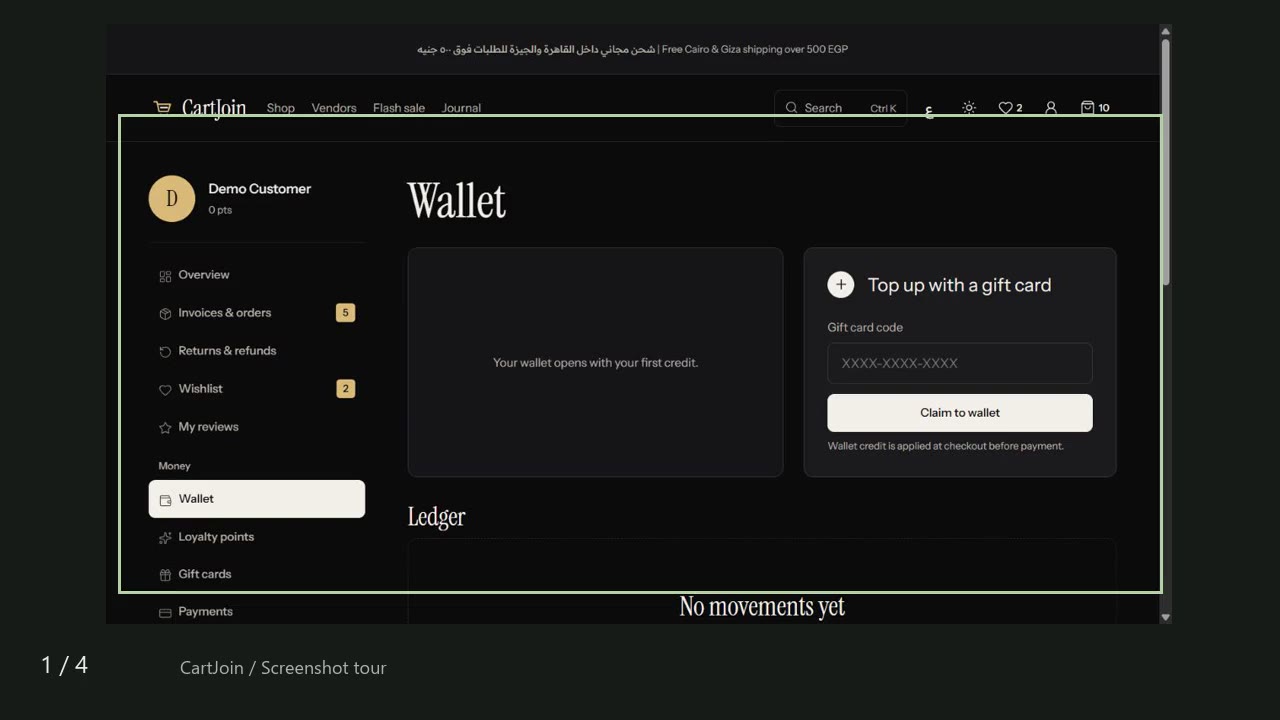 شحن مجاني داخل القاهرة والجيزة للطلبات فوق ٥٠٠ جنيه | Free Cairo & Giza shipping over 500 EGP
CartJoin Shop Vendors Flash sale Journal Search Ctrl K ع 2 10
D Demo Customer
0 pts
Wallet
Overview
Invoices & orders 5
Returns & refunds
Wishlist 2
My reviews
Money
Wallet
Loyalty points
Gift cards
Payments
Your wallet opens with your first credit.
Top up with a gift card
Gift card code
XXXX-XXXX-XXXX
Claim to wallet
Wallet credit is applied at checkout before payment.
Ledger
No movements yet
1 / 4 CartJoin / Screenshot tour